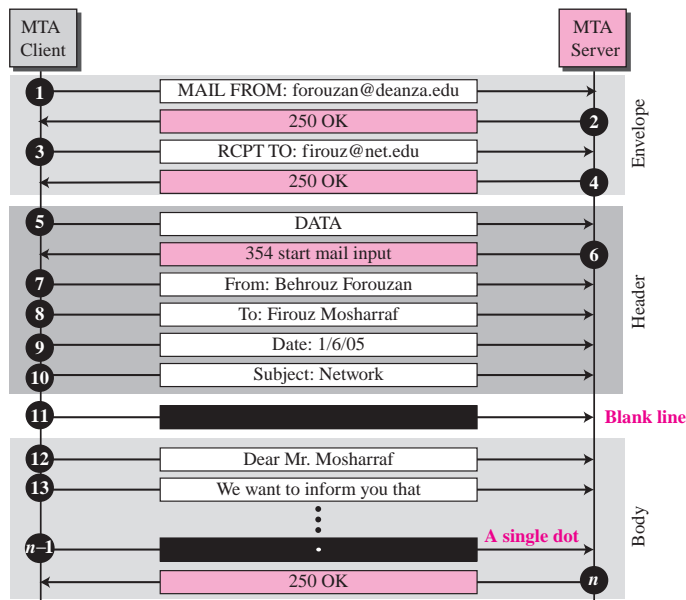 MTA
Client
MTA
Server
1 MAIL FROM: forouzan@deanza.edu
250 OK 2
3 RCPT TO: firouz@net.edu
250 OK 4
Envelope
5 DATA
354 start mail input 6
7 From: Behrouz Forouzan
8 To: Firouz Mosharraf
9 Date: 1/6/05
10 Subject: Network
Header
11 Blank line
12 Dear Mr. Mosharraf
13 We want to inform you that
n–1 . A single dot
250 OK n
Body